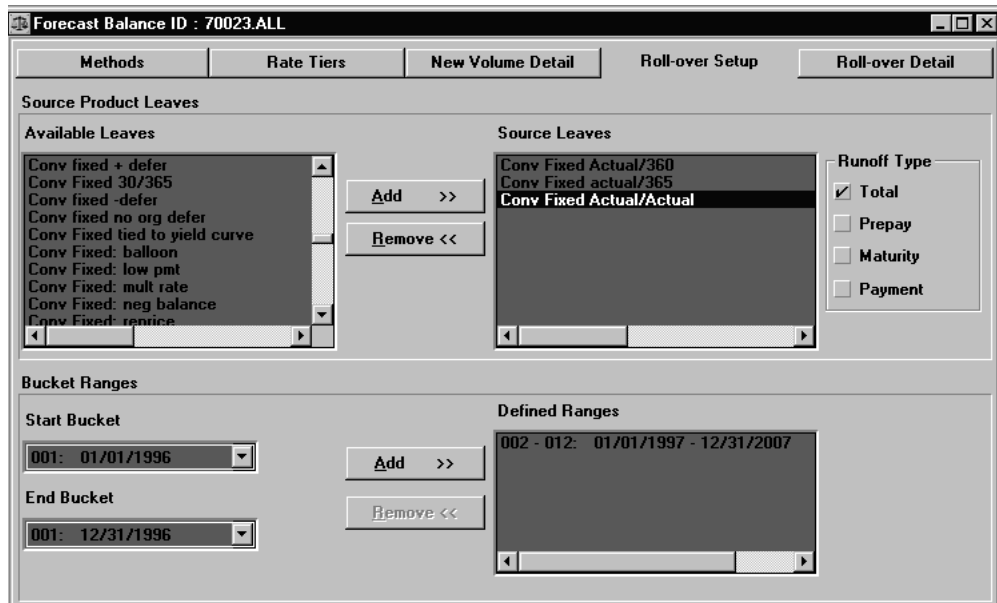 Forecast Balance ID : 70023.ALL
Methods
Rate Tiers
New Volume Detail
Roll-over Setup
Roll-over Detail
Source Product Leaves
Available Leaves
Conv fixed + defer
Conv Fixed 30/365
Conv fixed -defer
Conv fixed no org defer
Conv Fixed tied to yield curve
Conv Fixed: balloon
Conv Fixed: low pmt
Conv Fixed: mult rate
Conv Fixed: neg balance
Conv Fixed: reprice
Add >>
Remove <<
Source Leaves
Conv Fixed Actual/360
Conv Fixed actual/365
Conv Fixed Actual/Actual
Runoff Type
Total
Prepay
Maturity
Payment
Bucket Ranges
Start Bucket
001: 01/01/1996
End Bucket
001: 12/31/1996
Add >>
Remove <<
Defined Ranges
002 - 012: 01/01/1997 - 12/31/2007